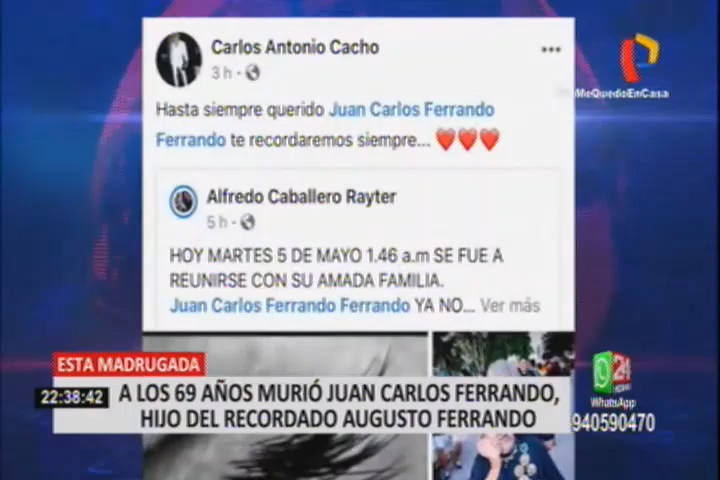 Carlos Antonio Cacho
3 h
Hasta siempre querido Juan Carlos Ferrando
Ferrando te recordaremos siempre...
#MeQuedoEnCasa
Alfredo Caballero Rayter
5 h
HOY MARTES 5 DE MAYO 1.46 a.m SE FUE A
REUNIRSE CON SU AMADA FAMILIA.
Juan Carlos Ferrando Ferrando YA NO... Ver más
ESTA MADRUGADA
22:38:42
A LOS 69 AÑOS MURIÓ JUAN CARLOS FERRANDO,
HIJO DEL RECORDADO AUGUSTO FERRANDO
24
HORAS
WhatsApp
940590470